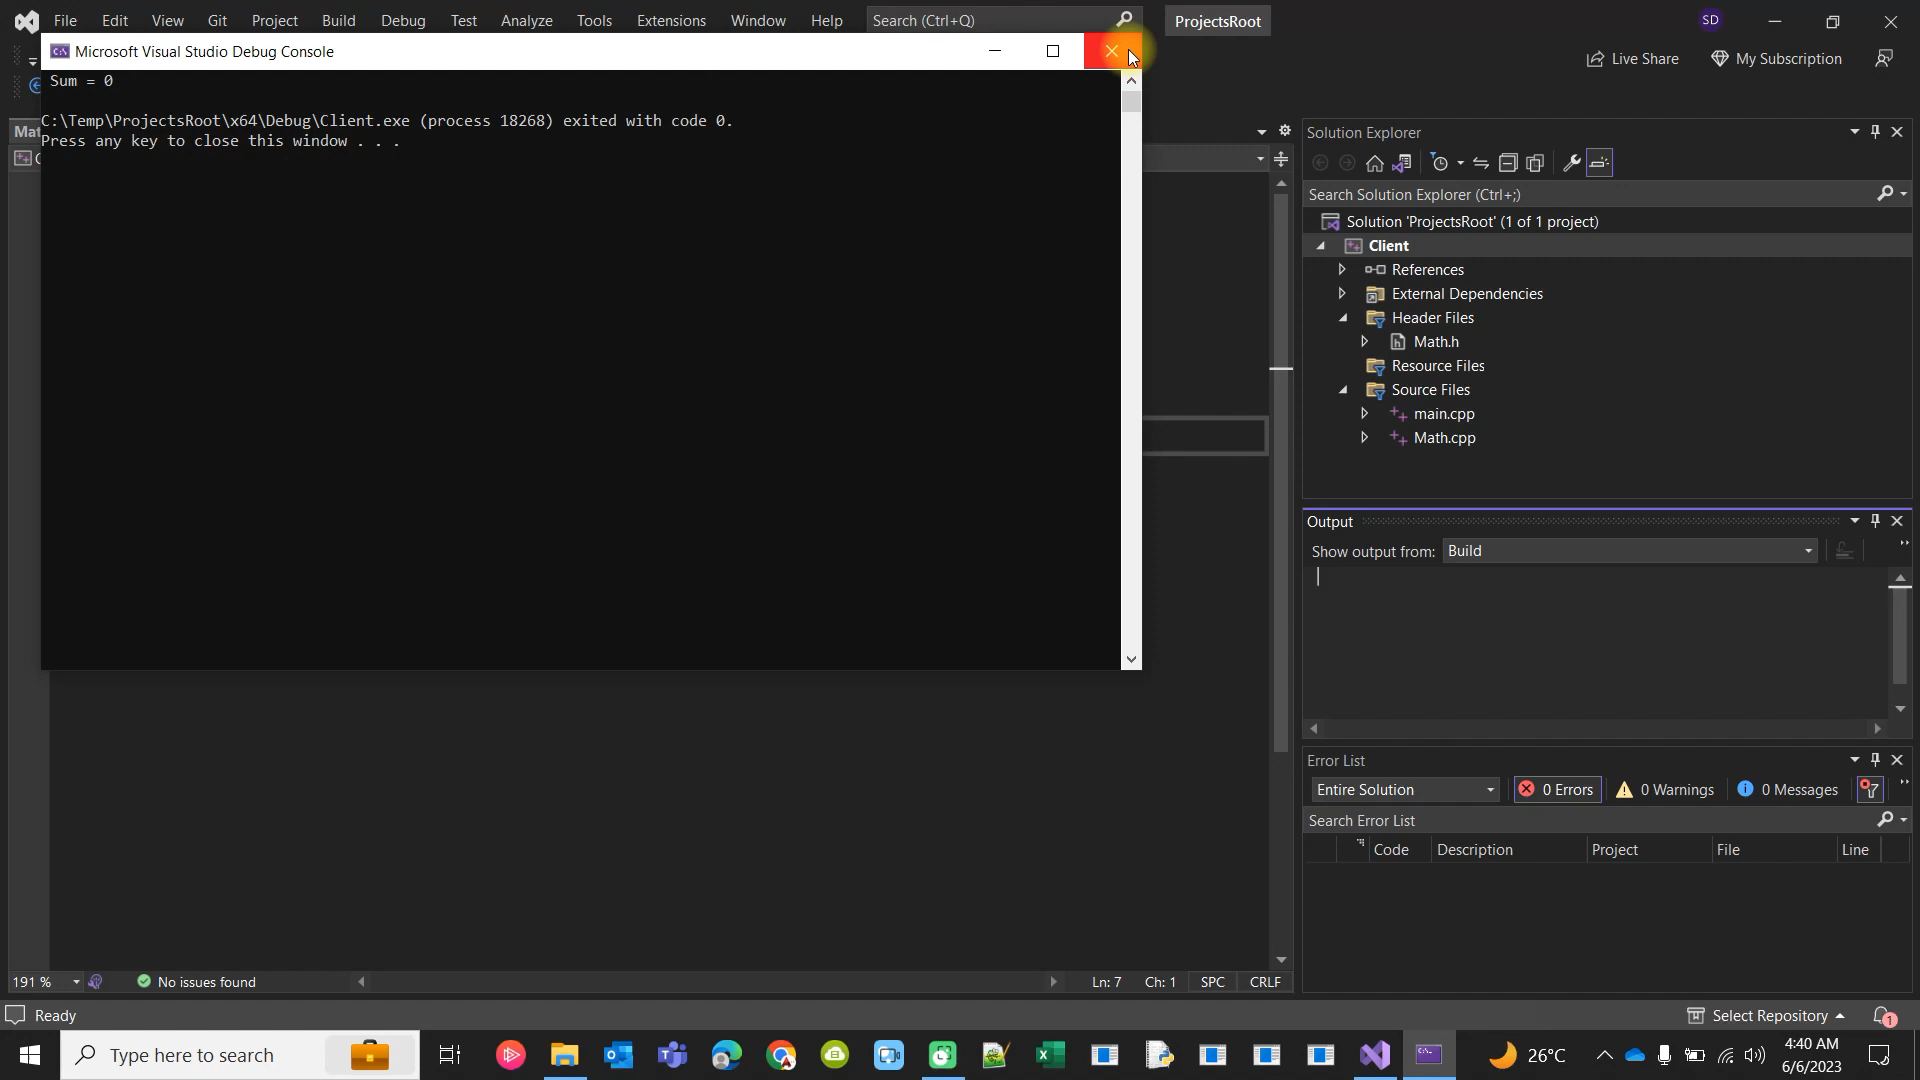 File Edit View Git Project Build Debug Test Analyze Tools Extensions Window Help Search (Ctrl+Q) ProjectsRoot SD
Microsoft Visual Studio Debug Console
Live Share My Subscription
Sum = 0
C:\Temp\ProjectsRoot\x64\Debug\Client.exe (process 18268) exited with code 0.
Press any key to close this window . . .
Mat
Solution Explorer
Search Solution Explorer (Ctrl+;)
Solution 'ProjectsRoot' (1 of 1 project)
Client
References
External Dependencies
Header Files
Math.h
Resource Files
Source Files
main.cpp
Math.cpp
Output
Show output from: Build
Error List
Entire Solution 0 Errors 0 Warnings 0 Messages
Search Error List
Code Description Project File Line
191 % No issues found Ln: 7 Ch: 1 SPC CRLF
Ready Select Repository 1
Type here to search 26°C 4:40 AM
6/6/2023